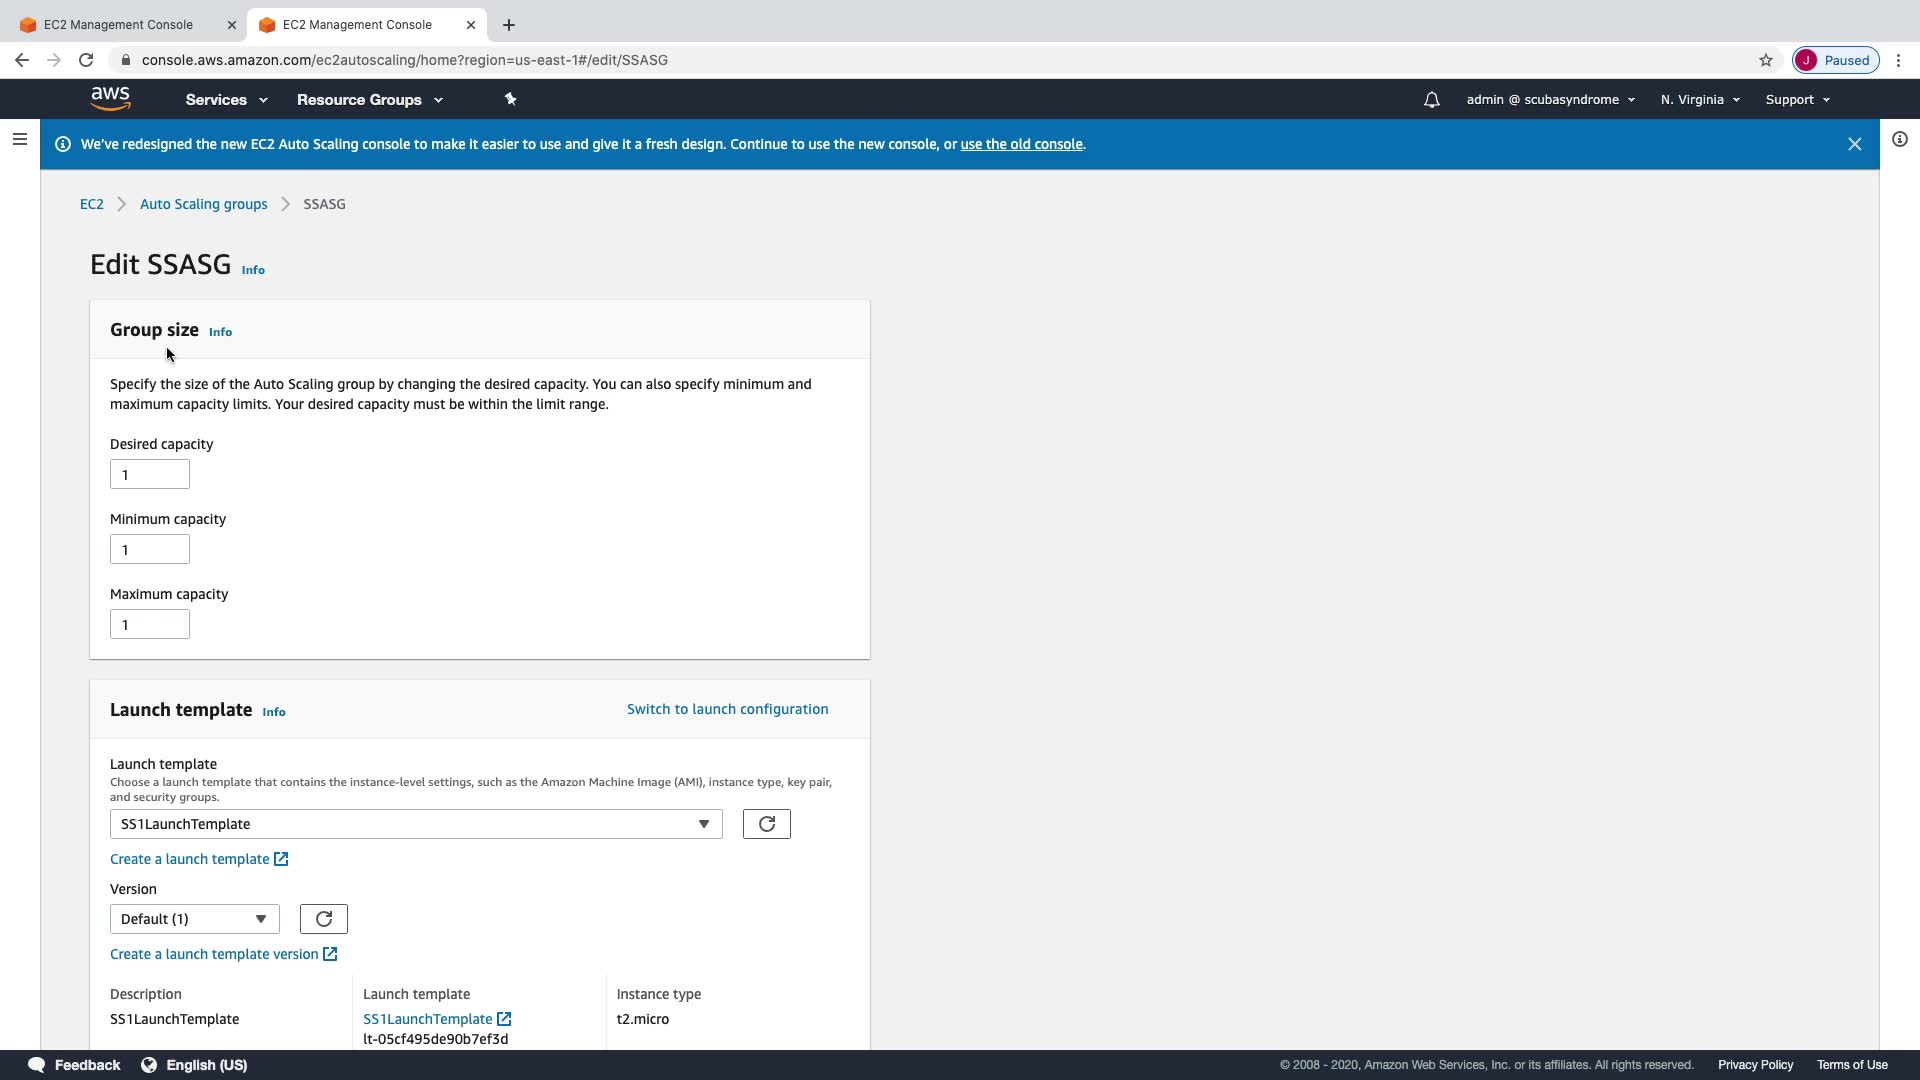 EC2 Management Console
EC2 Management Console
console.aws.amazon.com/ec2autoscaling/home?region=us-east-1#/edit/SSASG
J Paused
aws Services Resource Groups admin @ scubasyndrome N. Virginia Support
We've redesigned the new EC2 Auto Scaling console to make it easier to use and give it a fresh design. Continue to use the new console, or use the old console.
EC2 Auto Scaling groups SSASG
Edit SSASG Info
Group size Info
Specify the size of the Auto Scaling group by changing the desired capacity. You can also specify minimum and
maximum capacity limits. Your desired capacity must be within the limit range.
Desired capacity
1
Minimum capacity
1
Maximum capacity
1
Launch template Info Switch to launch configuration
Launch template
Choose a launch template that contains the instance-level settings, such as the Amazon Machine Image (AMI), instance type, key pair,
and security groups.
SS1LaunchTemplate
Create a launch template
Version
Default (1)
Create a launch template version
Description Launch template Instance type
SS1LaunchTemplate SS1LaunchTemplate t2.micro
lt-05cf495de90b7ef3d
Feedback English (US) © 2008 - 2020, Amazon Web Services, Inc. or its affiliates. All rights reserved. Privacy Policy Terms of Use